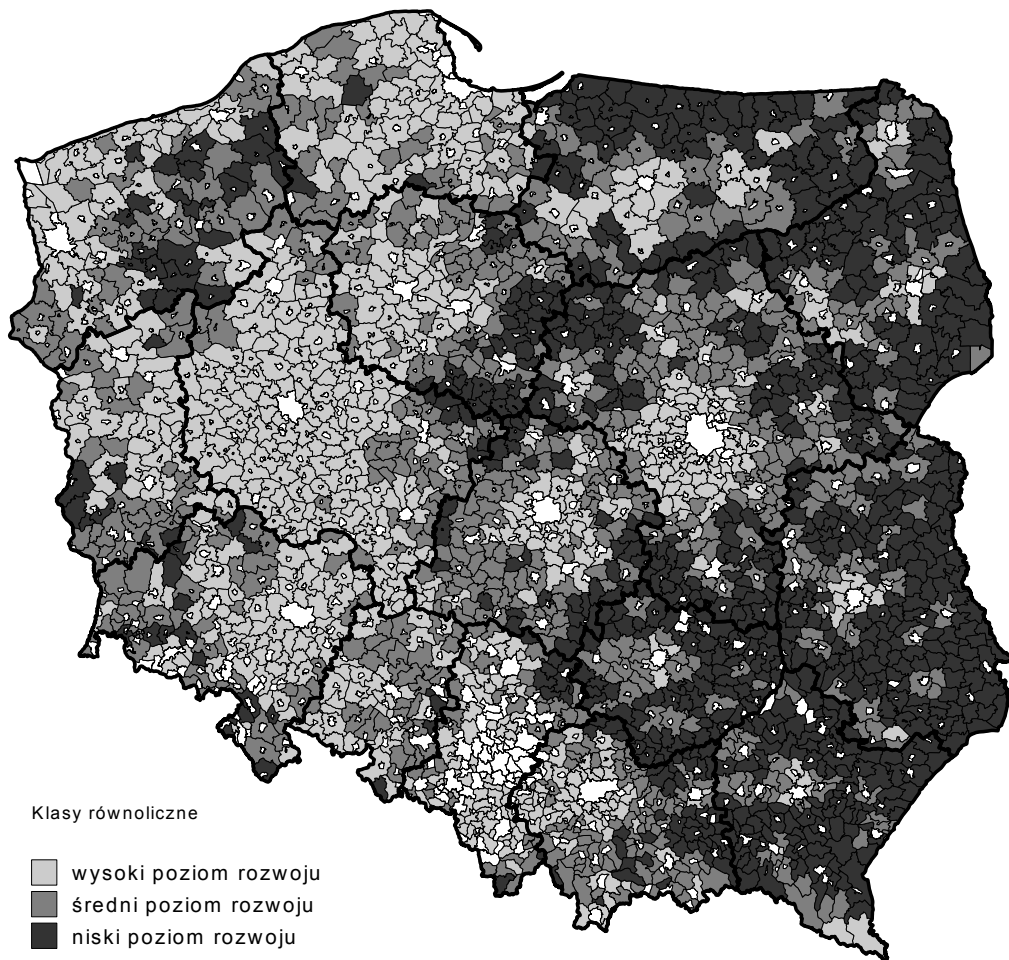 Klasy równoliczne
wysoki poziom rozwoju
średni poziom rozwoju
niski poziom rozwoju